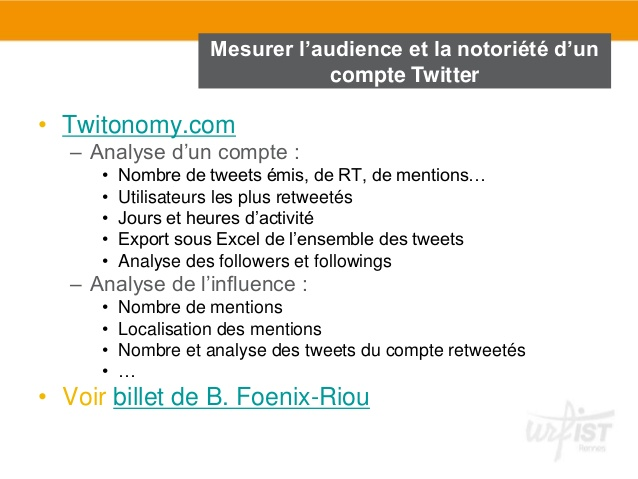 Mesurer l’audience et la notoriété d’un
compte Twitter
• Twitonomy.com
– Analyse d’un compte :
• Nombre de tweets émis, de RT, de mentions…
• Utilisateurs les plus retweetés
• Jours et heures d’activité
• Export sous Excel de l’ensemble des tweets
• Analyse des followers et followings
– Analyse de l’influence :
• Nombre de mentions
• Localisation des mentions
• Nombre et analyse des tweets du compte retweetés
• …
• Voir billet de B. Foenix-Riou
urfIST
Rennes